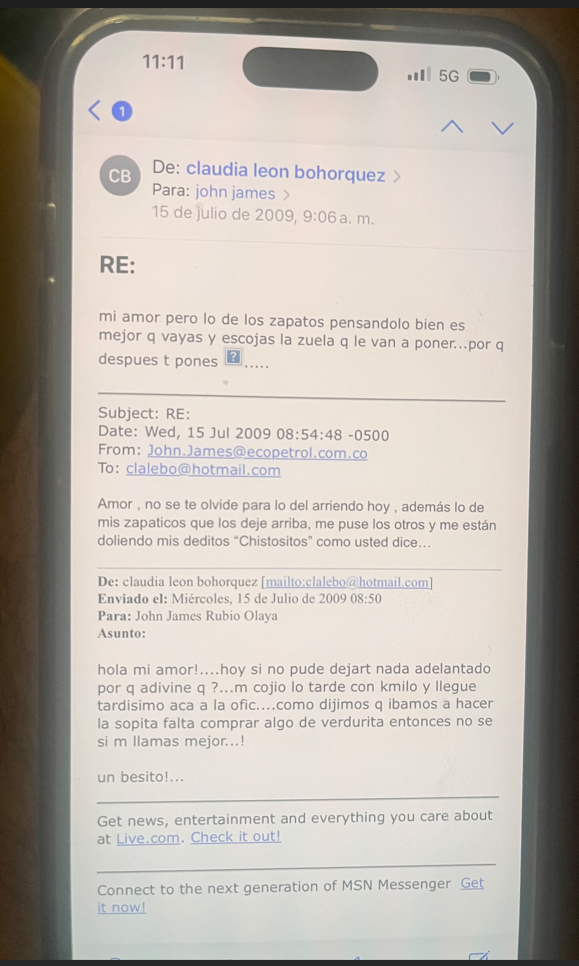 11:11
5G
1
CB
De: claudia leon bohorquez
Para: john james
15 de julio de 2009, 9:06 a. m.
RE:
mi amor pero lo de los zapatos pensandolo bien es
mejor q vayas y escojas la zuela q le van a poner...por q
despues t pones ?.....
Subject: RE:
Date: Wed, 15 Jul 2009 08:54:48 -0500
From: John.James@ecopetrol.com.co
To: clalebo@hotmail.com
Amor , no se te olvide para lo del arriendo hoy , además lo de
mis zapaticos que los deje arriba, me puse los otros y me están
doliendo mis deditos “Chistositos” como usted dice...
De: claudia leon bohorquez [mailto:clalebo@hotmail.com]
Enviado el: Miércoles, 15 de Julio de 2009 08:50
Para: John James Rubio Olaya
Asunto:
hola mi amor!....hoy si no pude dejart nada adelantado
por q adivine q ?...m cojio lo tarde con kmilo y llegue
tardisimo aca a la ofic....como dijimos q ibamos a hacer
la sopita falta comprar algo de verdurita entonces no se
si m llamas mejor...!
un besito!...
Get news, entertainment and everything you care about
at Live.com. Check it out!
Connect to the next generation of MSN Messenger Get
it now!